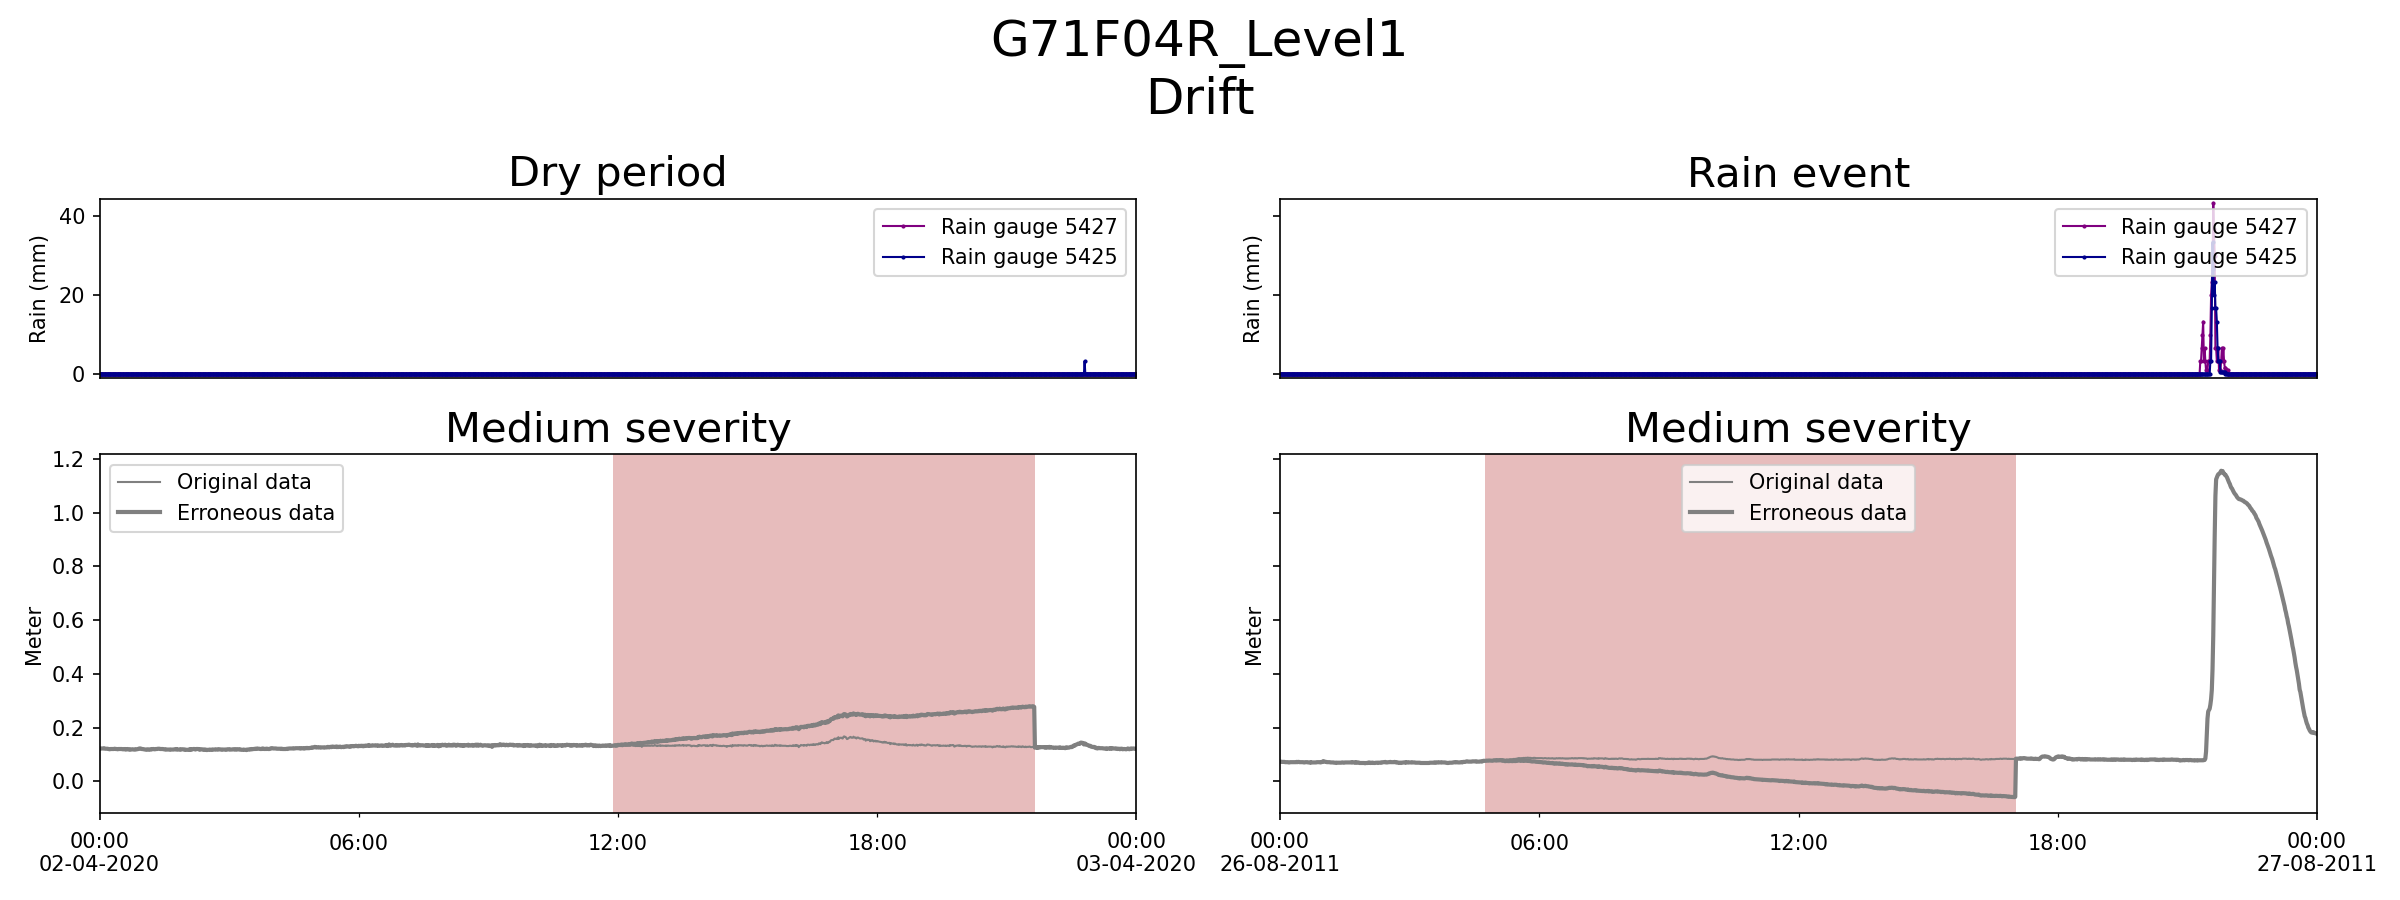 G71F04R_Level1
Drift
Dry period
Rain event
40
20
0
Rain (mm)
Rain gauge 5427
Rain gauge 5425
Rain (mm)
Rain gauge 5427
Rain gauge 5425
Medium severity
Medium severity
1.2
1.0
0.8
0.6
0.4
0.2
0.0
Meter
Original data
Erroneous data
Meter
Original data
Erroneous data
00:00
02-04-2020
06:00
12:00
18:00
00:00
03-04-2020
00:00
26-08-2011
06:00
12:00
18:00
00:00
27-08-2011